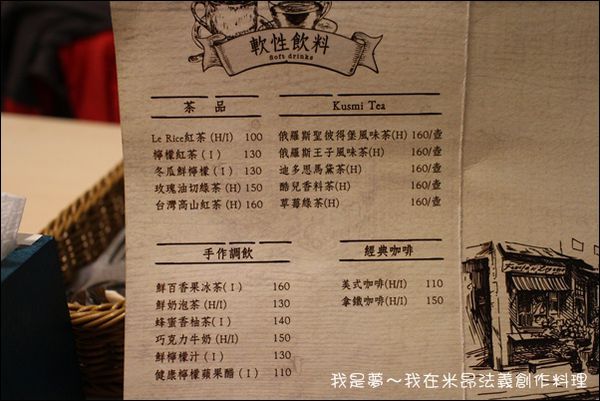 軟性飲料
Soft drinks
茶 品
Le Rice紅茶(H/I) 100
檸檬紅茶(I) 130
冬瓜鮮檸檬(I) 130
玫瑰油切綠茶(H) 150
台灣高山紅茶(H) 160
Kusmi Tea
俄羅斯聖彼得堡風味茶(H) 160/壺
俄羅斯王子風味茶(H) 160/壺
迪多思馬黛茶(H) 160/壺
酷兒香料茶(H) 160/壺
草莓綠茶(H) 160/壺
手作調飲
鮮百香果冰茶(I) 160
鮮奶泡茶(H/I) 130
蜂蜜香柚茶(I) 140
巧克力牛奶(H/I) 150
鮮檸檬汁(I) 130
健康檸檬蘋果醋(I) 110
經典咖啡
美式咖啡(H/I) 110
拿鐵咖啡(H/I) 150
我是夢～我在米昂法義創作料理